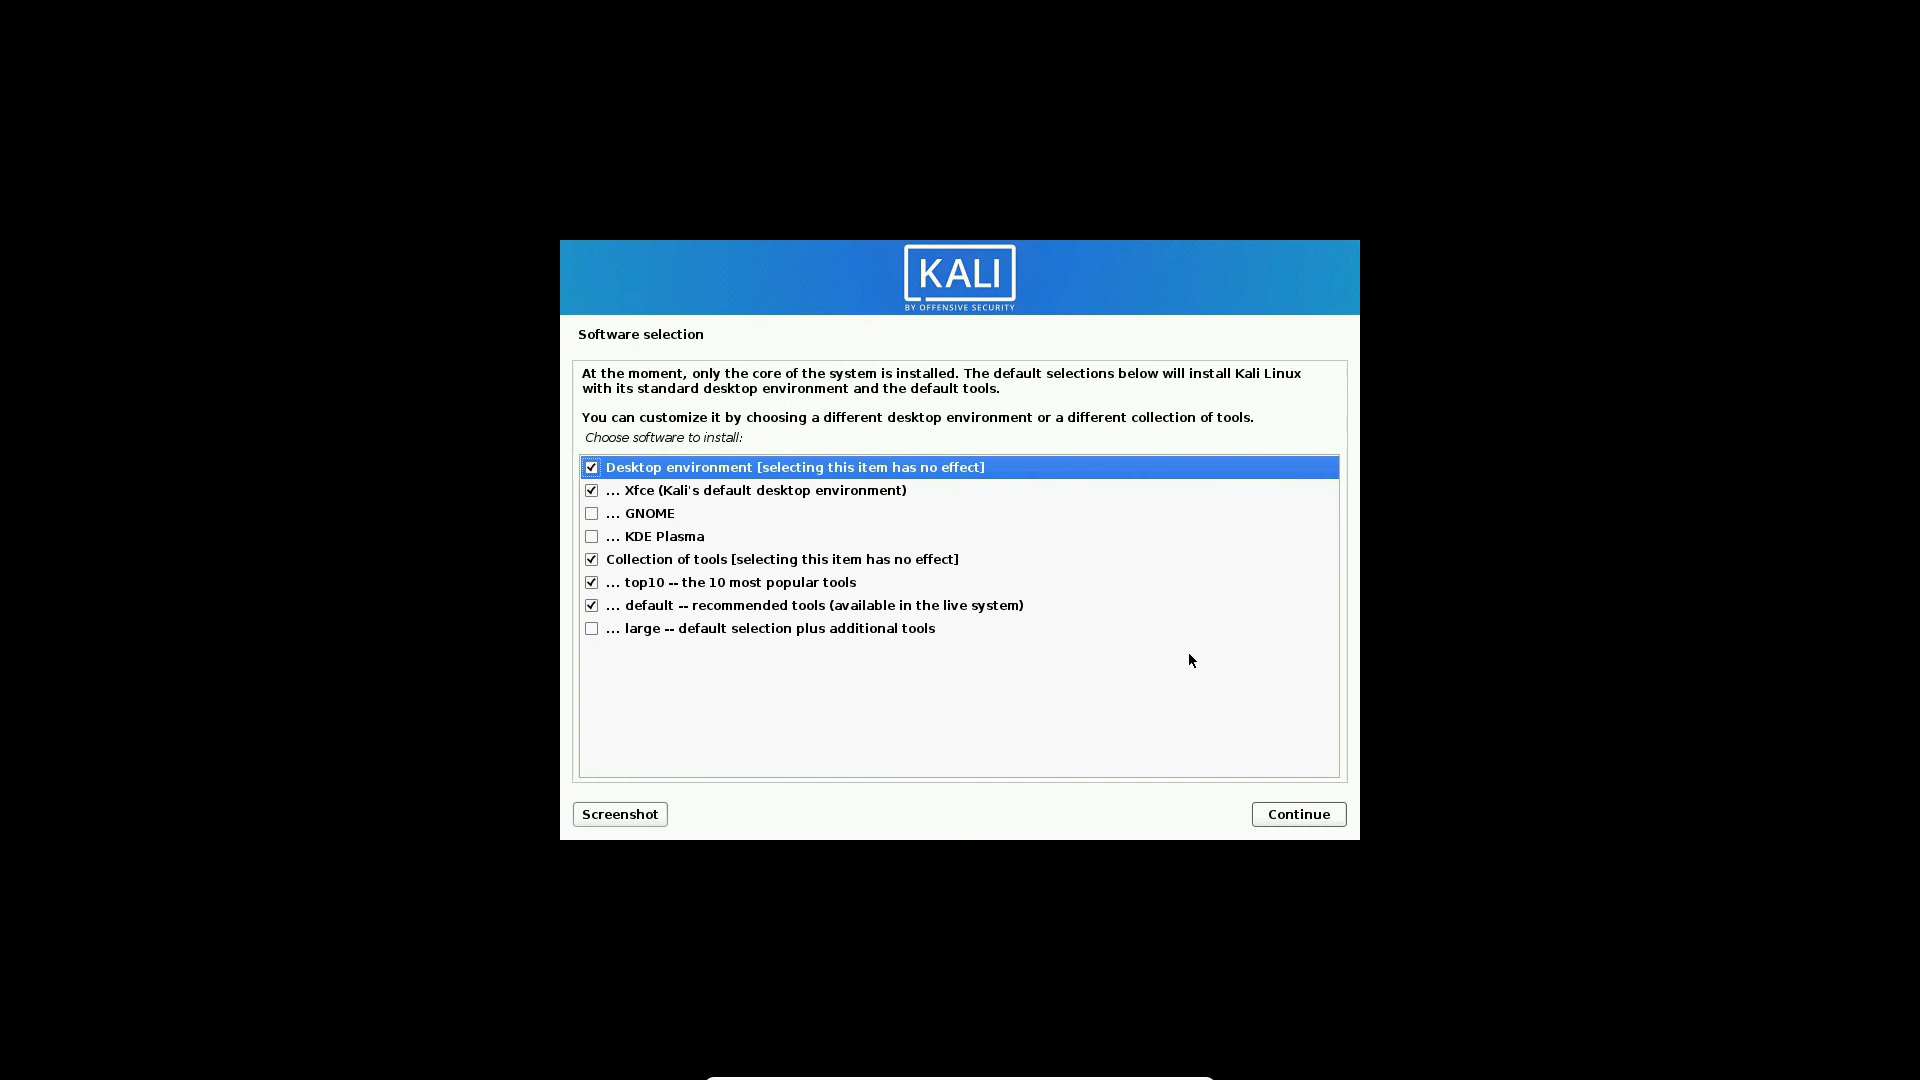 KALI
BY OFFENSIVE SECURITY
Software selection
At the moment, only the core of the system is installed. The default selections below will install Kali Linux
with its standard desktop environment and the default tools.
You can customize it by choosing a different desktop environment or a different collection of tools.
Choose software to install:
Desktop environment [selecting this item has no effect]
... Xfce (Kali's default desktop environment)
... GNOME
... KDE Plasma
Collection of tools [selecting this item has no effect]
... top10 -- the 10 most popular tools
... default -- recommended tools (available in the live system)
... large -- default selection plus additional tools
Screenshot
Continue